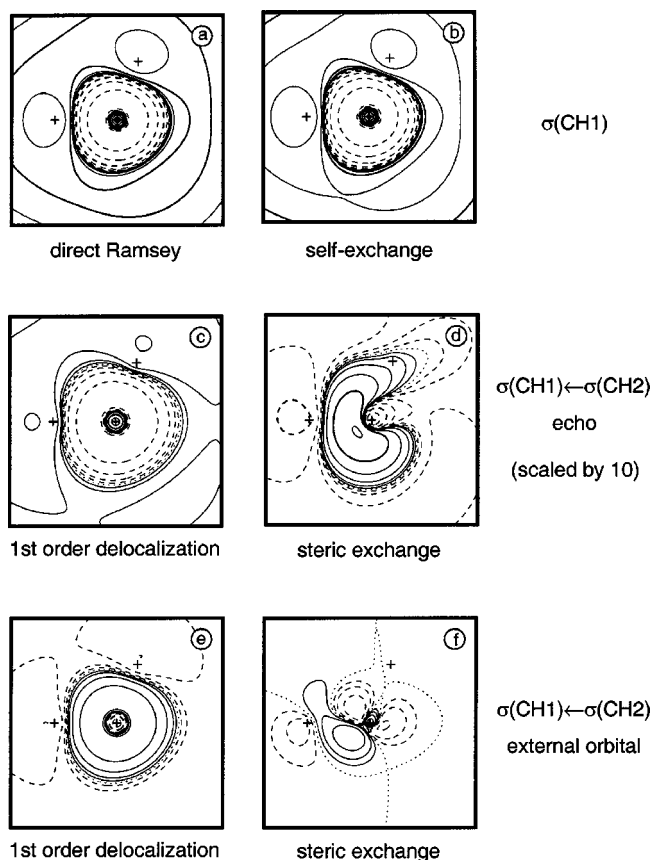 a
b
σ(CH1)
direct Ramsey
self-exchange
c
d
σ(CH1)←σ(CH2)
echo
(scaled by 10)
1st order delocalization
steric exchange
e
f
σ(CH1)←σ(CH2)
external orbital
1st order delocalization
steric exchange